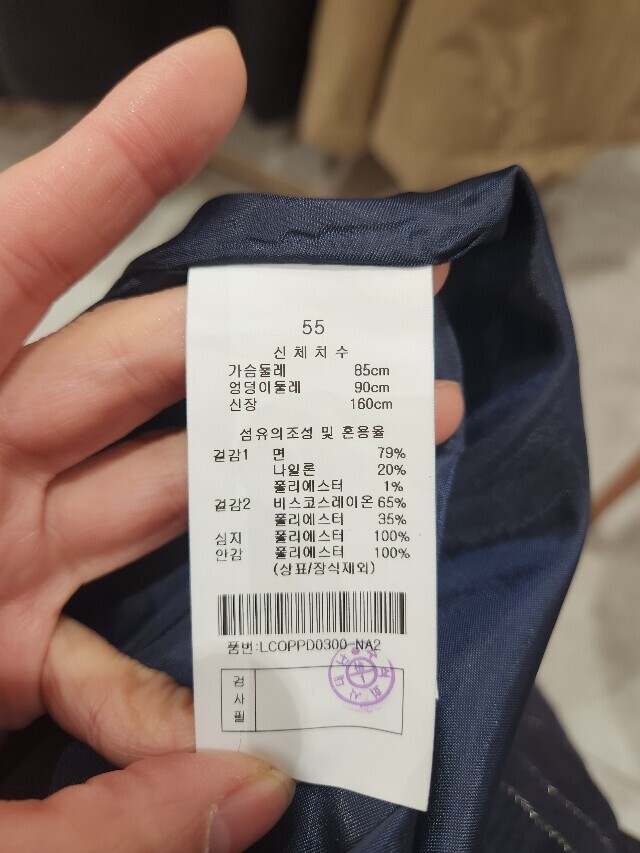 55
신체치수
가슴둘레 85cm
엉덩이둘레 90cm
신장 160cm
섬유의조성 및 혼용율
겉감1 면 79%
나일론 20%
폴리에스터 1%
겉감2 비스코스레이온 65%
폴리에스터 35%
심지 폴리에스터 100%
안감 폴리에스터 100%
(상표/장식제외)
품번:LCOPPD0300 NA2
검사필